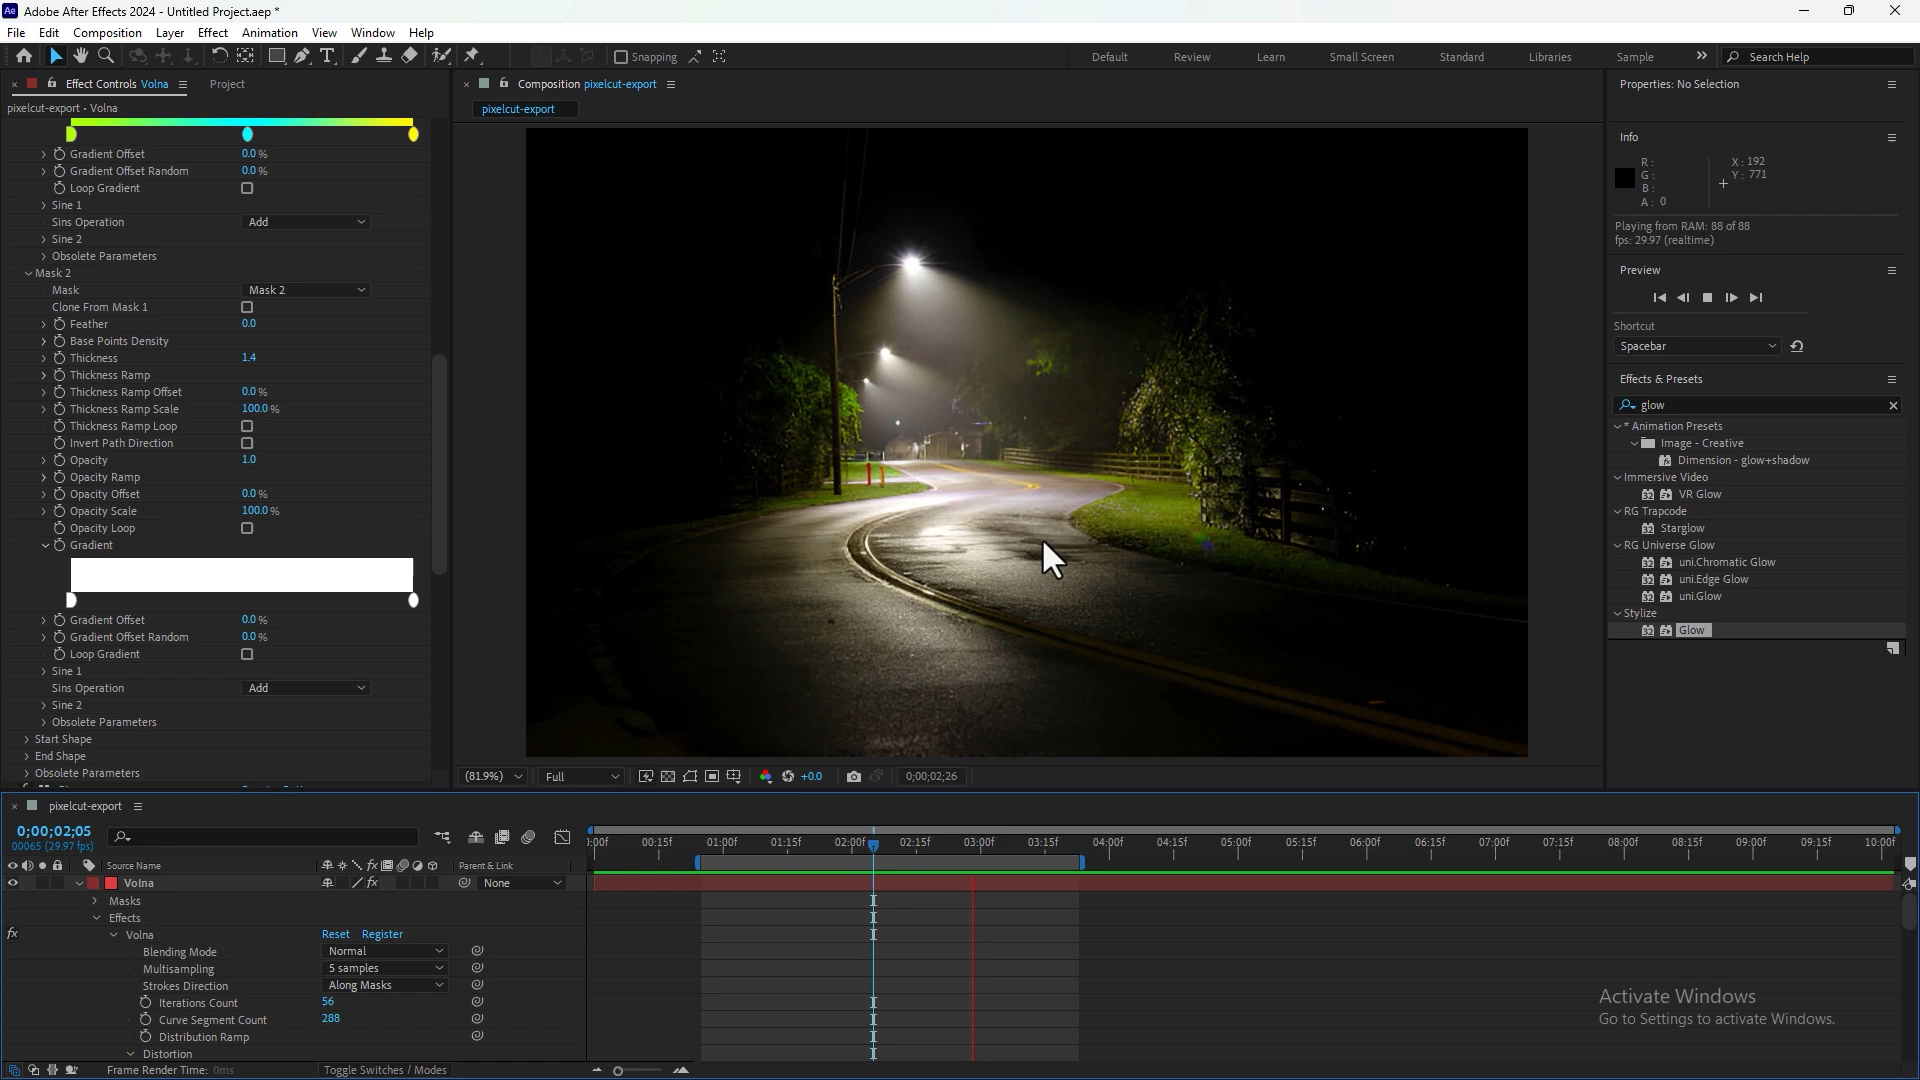 Adobe After Effects 2024 - Untitled Project.aep *
File Edit Composition Layer Effect Animation View Window Help
Snapping Default Review Learn Small Screen Standard Libraries Sample Search Help
Effect Controls Volna Project
pixelcut-export • Volna
Gradient Offset 0.0 %
Gradient Offset Random 0.0 %
Loop Gradient
Sine 1
Sins Operation Add
Sine 2
Obsolete Parameters
Mask 2
Mask Mask 2
Clone From Mask 1
Feather 0.0
Base Points Density
Thickness 1.4
Thickness Ramp
Thickness Ramp Offset 0.0 %
Thickness Ramp Scale 100.0 %
Thickness Ramp Loop
Invert Path Direction
Opacity 1.0
Opacity Ramp
Opacity Offset 0.0 %
Opacity Scale 100.0 %
Opacity Loop
Gradient
Gradient Offset 0.0 %
Gradient Offset Random 0.0 %
Loop Gradient
Sine 1
Sins Operation Add
Sine 2
Obsolete Parameters
Start Shape
End Shape
Obsolete Parameters
Composition pixelcut-export
pixelcut-export
(81.9%) Full +0.0 0;00;02;26
Properties: No Selection
Info
R: X: 192
G: Y: 771
B:
A: 0
Playing from RAM: 88 of 88
fps: 29.97 (realtime)
Preview
Shortcut
Spacebar
Effects & Presets
glow
* Animation Presets
Image - Creative
Dimension - glow+shadow
Immersive Video
VR Glow
RG Trapcode
Starglow
RG Universe Glow
uni.Chromatic Glow
uni.Edge Glow
uni.Glow
Stylize
Glow
pixelcut-export
0;00;02;05
00065 (29.97 fps)
):00f 00:15f 01:00f 01:15f 02:00f 02:15f 03:00f 03:15f 04:00f 04:15f 05:00f 05:15f 06:00f 06:15f 07:00f 07:15f 08:00f 08:15f 09:00f 09:15f 10:00f
Source Name Parent & Link
Volna None
Masks
Effects
fx Volna Reset Register
Blending Mode Normal
Multisampling 5 samples
Strokes Direction Along Masks
Iterations Count 56
Curve Segment Count 288
Distribution Ramp
Distortion
Frame Render Time: 0ms Toggle Switches / Modes
Activate Windows
Go to Settings to activate Windows.